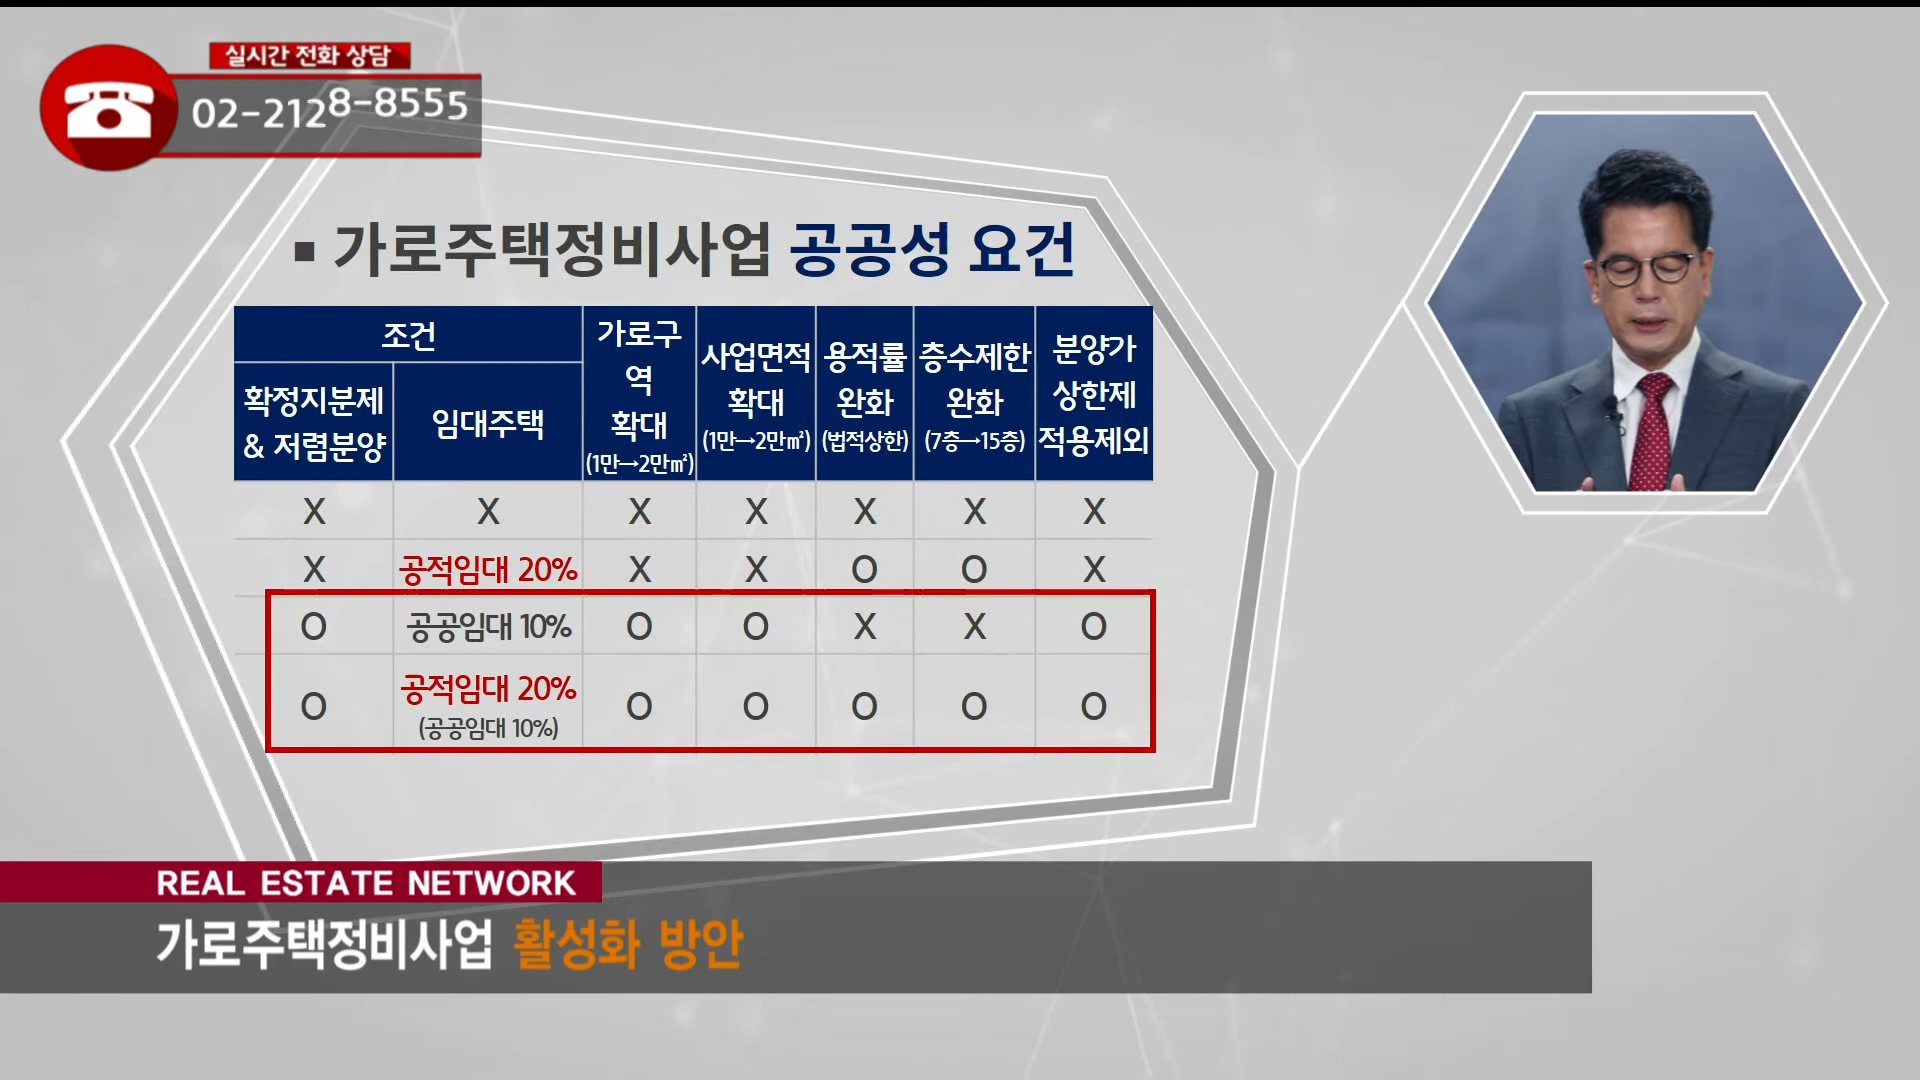 실시간 전화 상담
02-2128-8555
▪ 가로주택정비사업 공공성 요건
조건
확정지분제
& 저렴분양
임대주택
가로구
역
확대
(1만→2만㎡)
사업면적
확대
(1만→2만㎡)
용적률
완화
(법적상한)
층수제한
완화
(7층→15층)
분양가
상한제
적용제외
X X X X X X X
X 공적임대 20% X X O O X
O 공공임대 10% O O X X O
O 공적임대 20% O O O O O
(공공임대 10%)
REAL ESTATE NETWORK
가로주택정비사업 활성화 방안